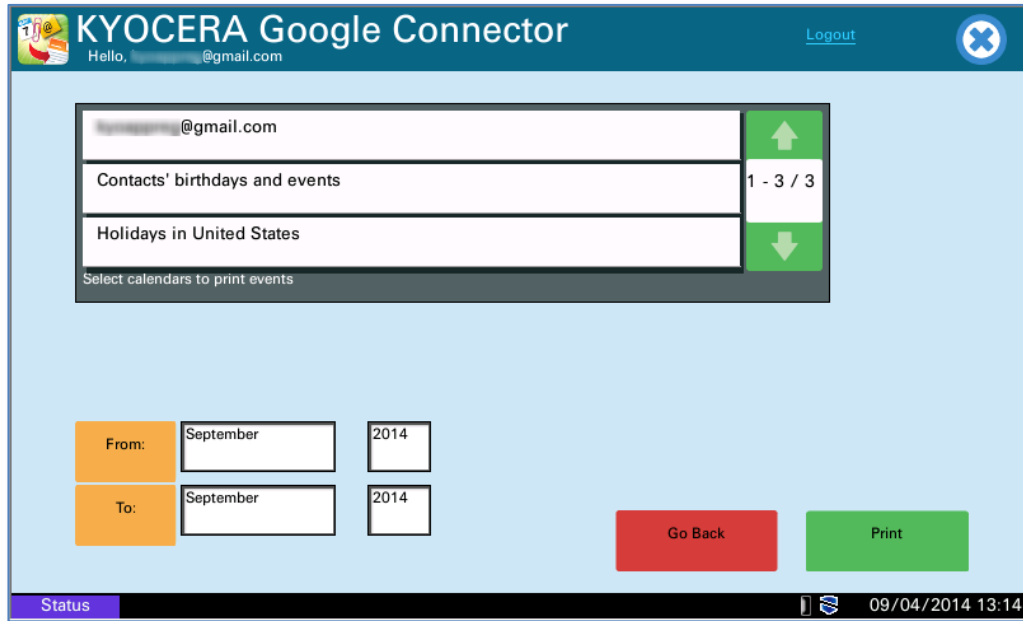 KYOCERA Google Connector
Logout
Hello, @gmail.com
@gmail.com
Contacts' birthdays and events
1 - 3 / 3
Holidays in United States
Select calendars to print events
From:
September
2014
To:
September
2014
Go Back
Print
Status
09/04/2014 13:14